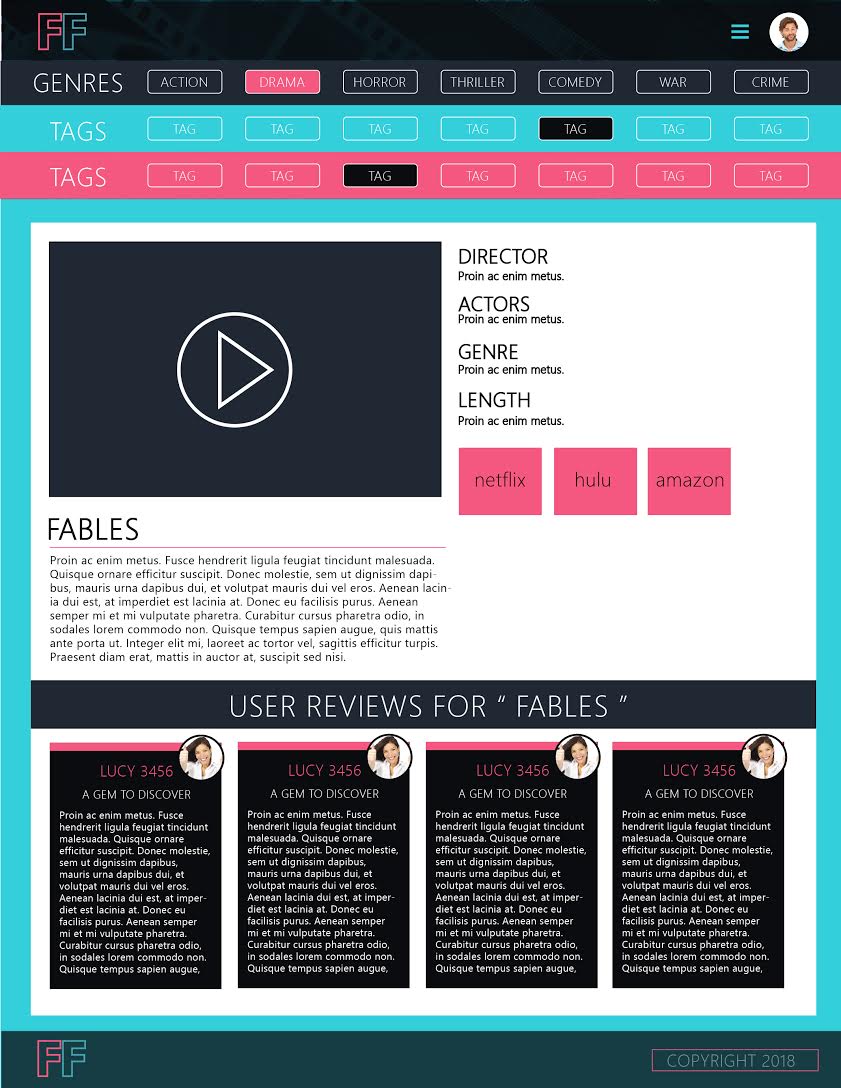 FF
GENRES ACTION DRAMA HORROR THRILLER COMEDY WAR CRIME
TAGS TAG TAG TAG TAG TAG TAG TAG
TAGS TAG TAG TAG TAG TAG TAG TAG
DIRECTOR
Proin ac enim metus.
ACTORS
Proin ac enim metus.
GENRE
Proin ac enim metus.
LENGTH
Proin ac enim metus.
netflix hulu amazon
FABLES
Proin ac enim metus. Fusce hendrerit ligula feugiat tincidunt malesuada.
Quisque ornare efficitur suscipit. Donec molestie, sem ut dignissim dapi-
bus, mauris urna dapibus dui, et volutpat mauris dui vel eros. Aenean lacin-
ia dui est, at imperdiet est lacinia at. Donec eu facilisis purus. Aenean
semper mi et mi vulputate pharetra. Curabitur cursus pharetra odio, in
sodales lorem commodo non. Quisque tempus sapien augue, quis mattis
ante porta ut. Integer elit mi, laoreet ac tortor vel, sagittis efficitur turpis.
Praesent diam erat, mattis in auctor at, suscipit sed nisi.
USER REVIEWS FOR “ FABLES ”
LUCY 3456
A GEM TO DISCOVER
Proin ac enim metus. Fusce
hendrerit ligula feugiat tincidunt
malesuada. Quisque ornare
efficitur suscipit. Donec molestie,
sem ut dignissim dapibus,
mauris urna dapibus dui, et
volutpat mauris dui vel eros.
Aenean lacinia dui est, at imper-
diet est lacinia at. Donec eu
facilisis purus. Aenean semper
mi et mi vulputate pharetra.
Curabitur cursus pharetra odio,
in sodales lorem commodo non.
Quisque tempus sapien augue,
LUCY 3456
A GEM TO DISCOVER
Proin ac enim metus. Fusce
hendrerit ligula feugiat tincidunt
malesuada. Quisque ornare
efficitur suscipit. Donec molestie,
sem ut dignissim dapibus,
mauris urna dapibus dui, et
volutpat mauris dui vel eros.
Aenean lacinia dui est, at imper-
diet est lacinia at. Donec eu
facilisis purus. Aenean semper
mi et mi vulputate pharetra.
Curabitur cursus pharetra odio,
in sodales lorem commodo non.
Quisque tempus sapien augue,
LUCY 3456
A GEM TO DISCOVER
Proin ac enim metus. Fusce
hendrerit ligula feugiat tincidunt
malesuada. Quisque ornare
efficitur suscipit. Donec molestie,
sem ut dignissim dapibus,
mauris urna dapibus dui, et
volutpat mauris dui vel eros.
Aenean lacinia dui est, at imper-
diet est lacinia at. Donec eu
facilisis purus. Aenean semper
mi et mi vulputate pharetra.
Curabitur cursus pharetra odio,
in sodales lorem commodo non.
Quisque tempus sapien augue,
LUCY 3456
A GEM TO DISCOVER
Proin ac enim metus. Fusce
hendrerit ligula feugiat tincidunt
malesuada. Quisque ornare
efficitur suscipit. Donec molestie,
sem ut dignissim dapibus,
mauris urna dapibus dui, et
volutpat mauris dui vel eros.
Aenean lacinia dui est, at imper-
diet est lacinia at. Donec eu
facilisis purus. Aenean semper
mi et mi vulputate pharetra.
Curabitur cursus pharetra odio,
in sodales lorem commodo non.
Quisque tempus sapien augue,
FF
COPYRIGHT 2018